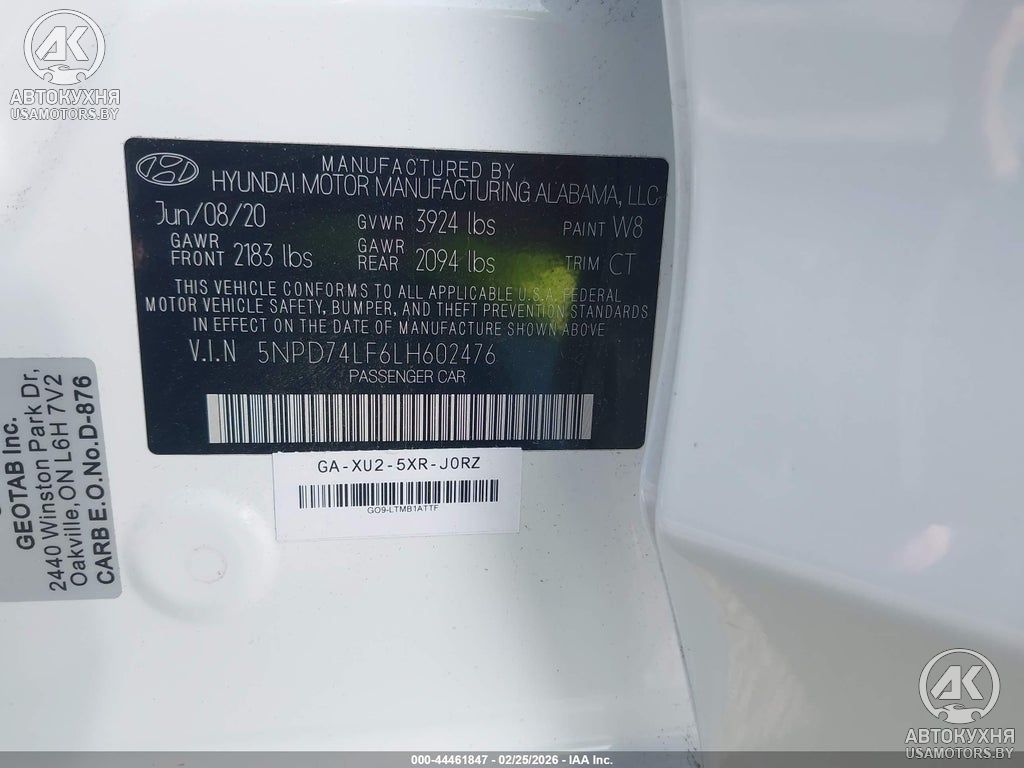 AK
АВТОКУХНЯ
USAMOTORS.BY
MANUFACTURED BY
HYUNDAI MOTOR MANUFACTURING ALABAMA, LLC
Jun/08/20 GVWR 3924 lbs PAINT W8
GAWR FRONT 2183 lbs GAWR REAR 2094 lbs TRIM CT
THIS VEHICLE CONFORMS TO ALL APPLICABLE U.S.A. FEDERAL
MOTOR VEHICLE SAFETY, BUMPER, AND THEFT PREVENTION STANDARDS
IN EFFECT ON THE DATE OF MANUFACTURE SHOWN ABOVE.
V.I.N 5NPD74LF6LH602476
PASSENGER CAR
GA-XU2-5XR-J0RZ
GO9-LTMB1ATTF
GEOTAB Inc.
2440 Winston Park Dr,
Oakville,ON L6H 7V2
CARB E.O.No.D-876
AK
АВТОКУХНЯ
USAMOTORS.BY
000-44461847 - 02/25/2026 - IAA Inc.